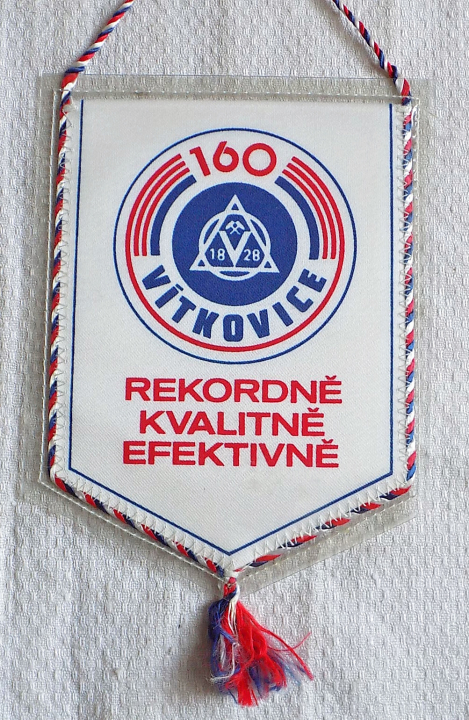 160
18 V 28
VÍTKOVICE
REKORDNĚ
KVALITNĚ
EFEKTIVNĚ